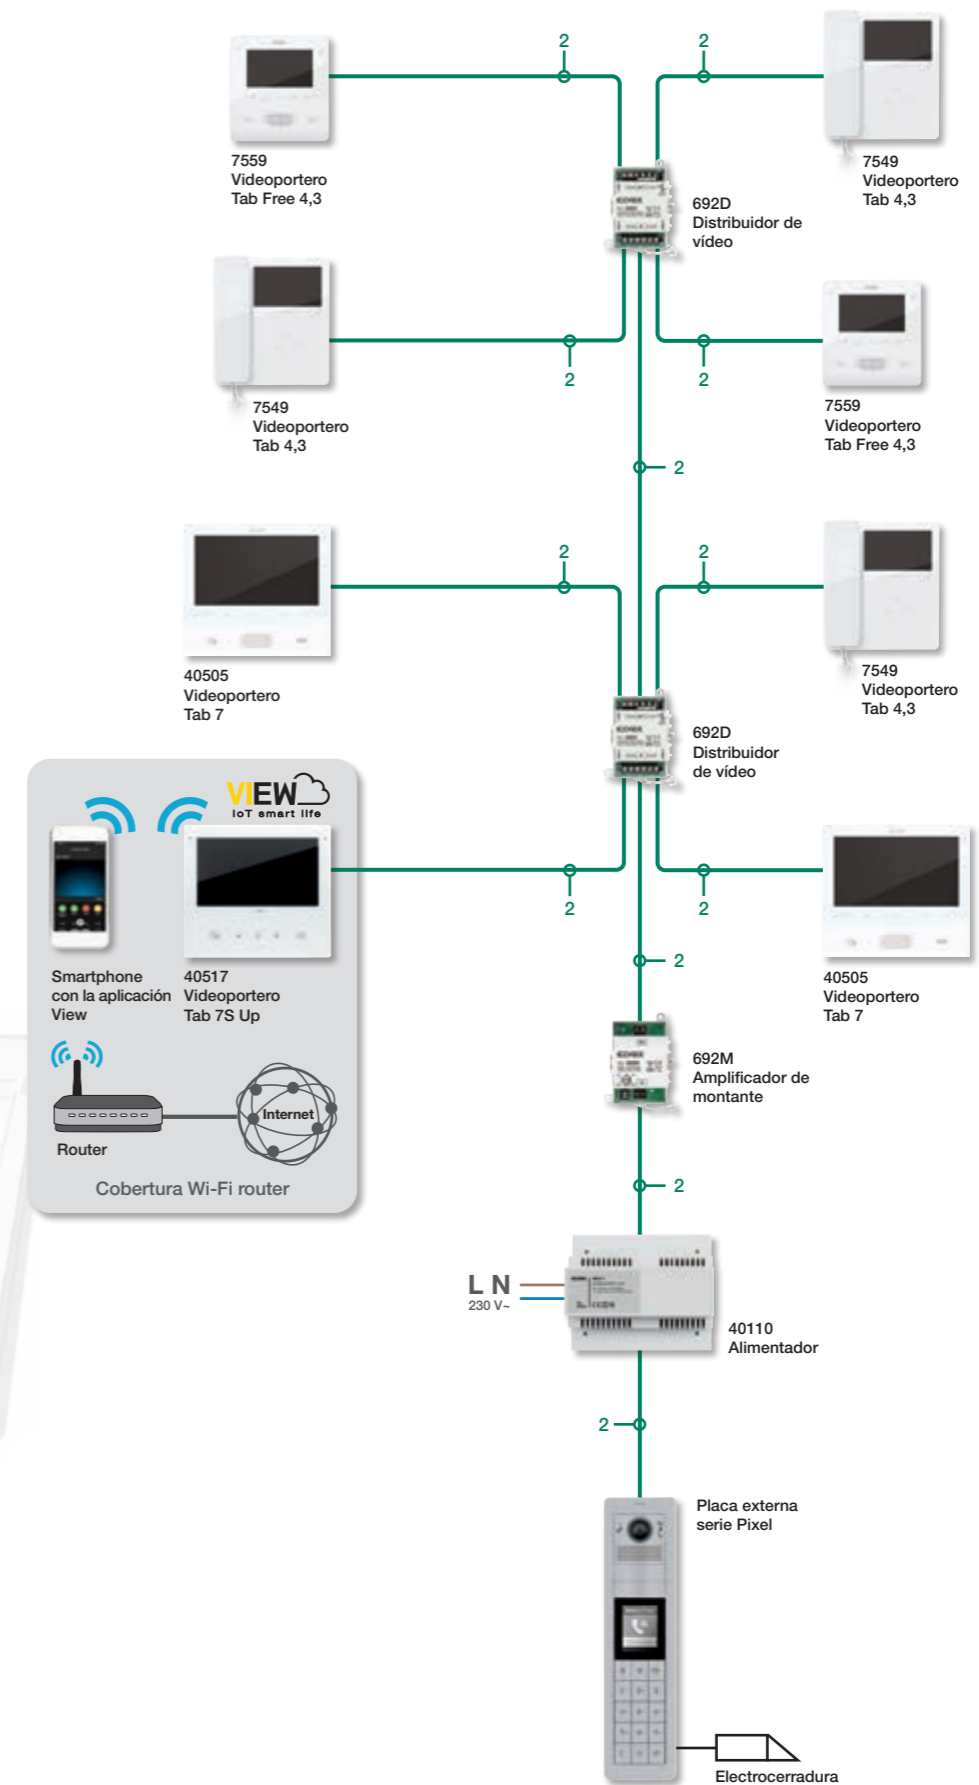 2
2
7559
Videoportero
Tab Free 4,3
7549
Videoportero
Tab 4,3
692D
Distribuidor de
vídeo
7549
Videoportero
Tab 4,3
2
2
7559
Videoportero
Tab Free 4,3
2
2
2
40505
Videoportero
Tab 7
7549
Videoportero
Tab 4,3
692D
Distribuidor
de vídeo
VIEW
IoT smart life
2
2
Smartphone
con la aplicación
View
40517
Videoportero
Tab 7S Up
2
40505
Videoportero
Tab 7
692M
Amplificador de
montante
Internet
Router
Cobertura Wi-Fi router
2
L N
230 V~
40110
Alimentador
2
Placa externa
serie Pixel
Electrocerradura